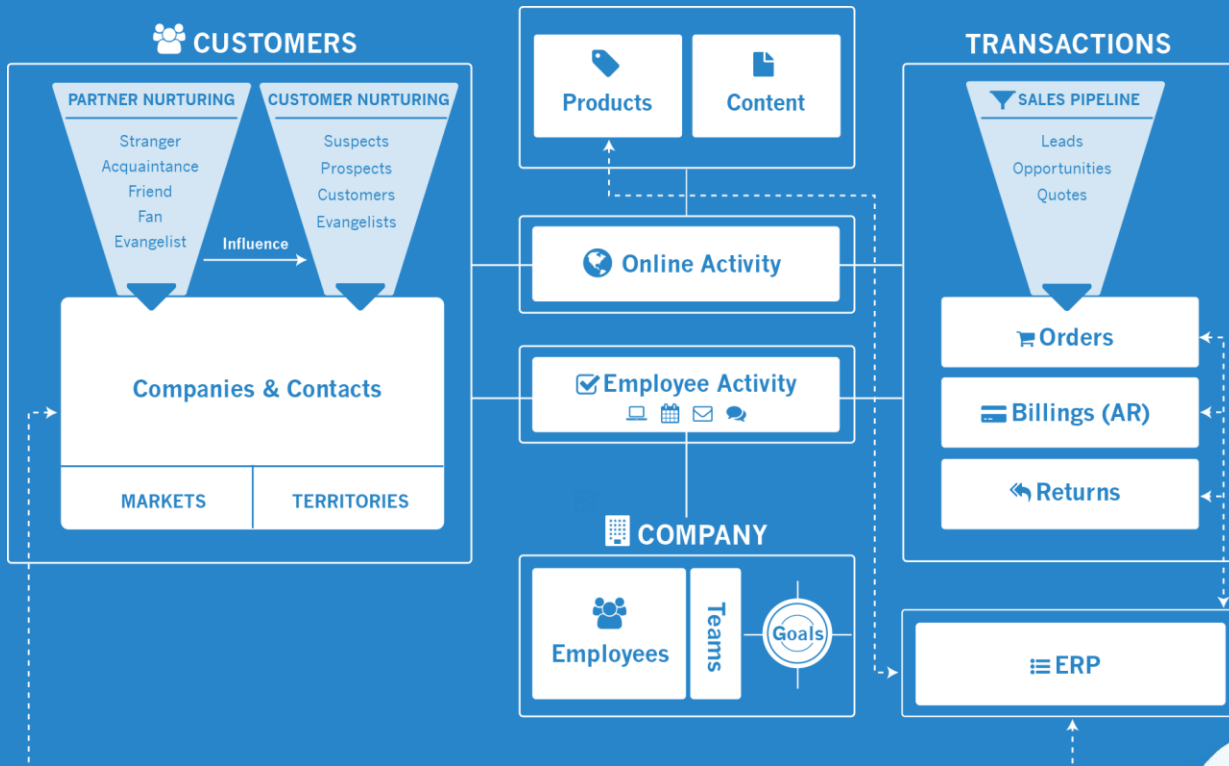 CUSTOMERS
PARTNER NURTURING
Stranger
Acquaintance
Friend
Fan
Evangelist
Influence
CUSTOMER NURTURING
Suspects
Prospects
Customers
Evangelists
Companies & Contacts
MARKETS
TERRITORIES
Products
Content
Online Activity
Employee Activity
COMPANY
Employees
Teams
Goals
TRANSACTIONS
SALES PIPELINE
Leads
Opportunities
Quotes
Orders
Billings (AR)
Returns
ERP